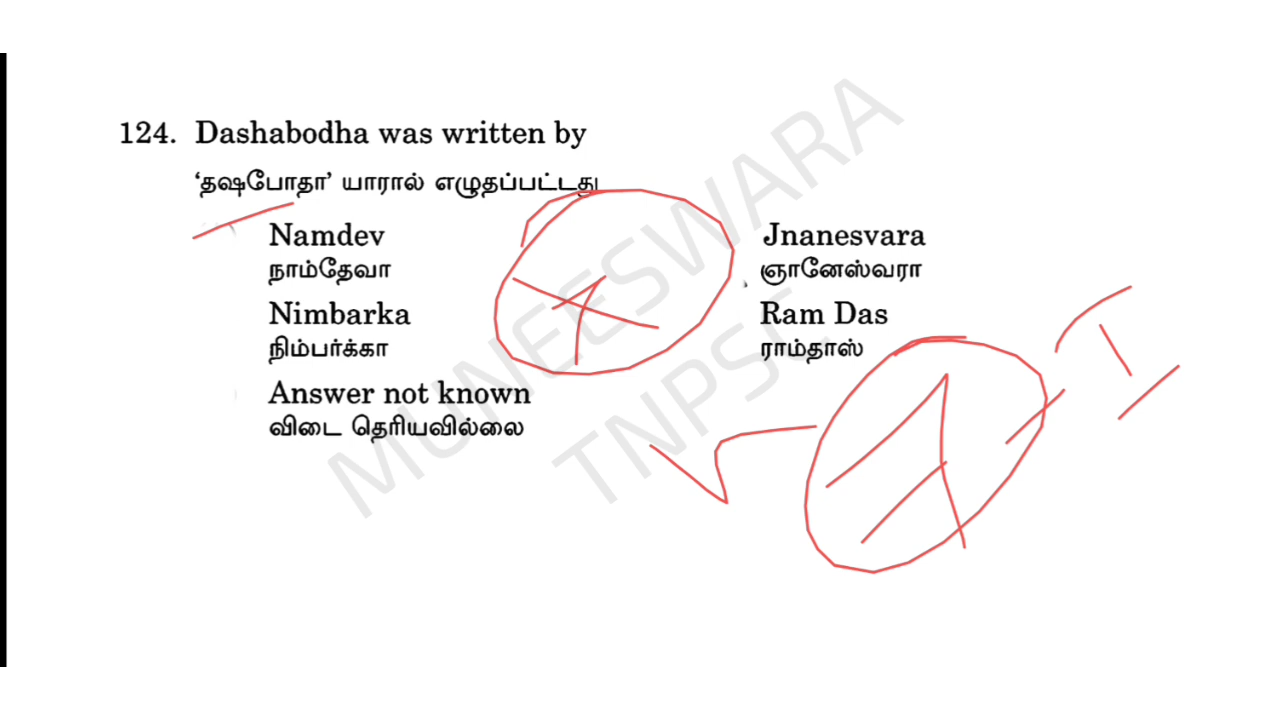 124. Dashabodha was written by
‘தஷபோதா’ யாரால் எழுதப்பட்டது
Namdev
நாம்தேவா
Jnanesvara
ஞானேஸ்வரா
Nimbarka
நிம்பர்க்கா
Ram Das
ராம்தாஸ்
Answer not known
விடை தெரியவில்லை
MUNEESWARA
TNPSC